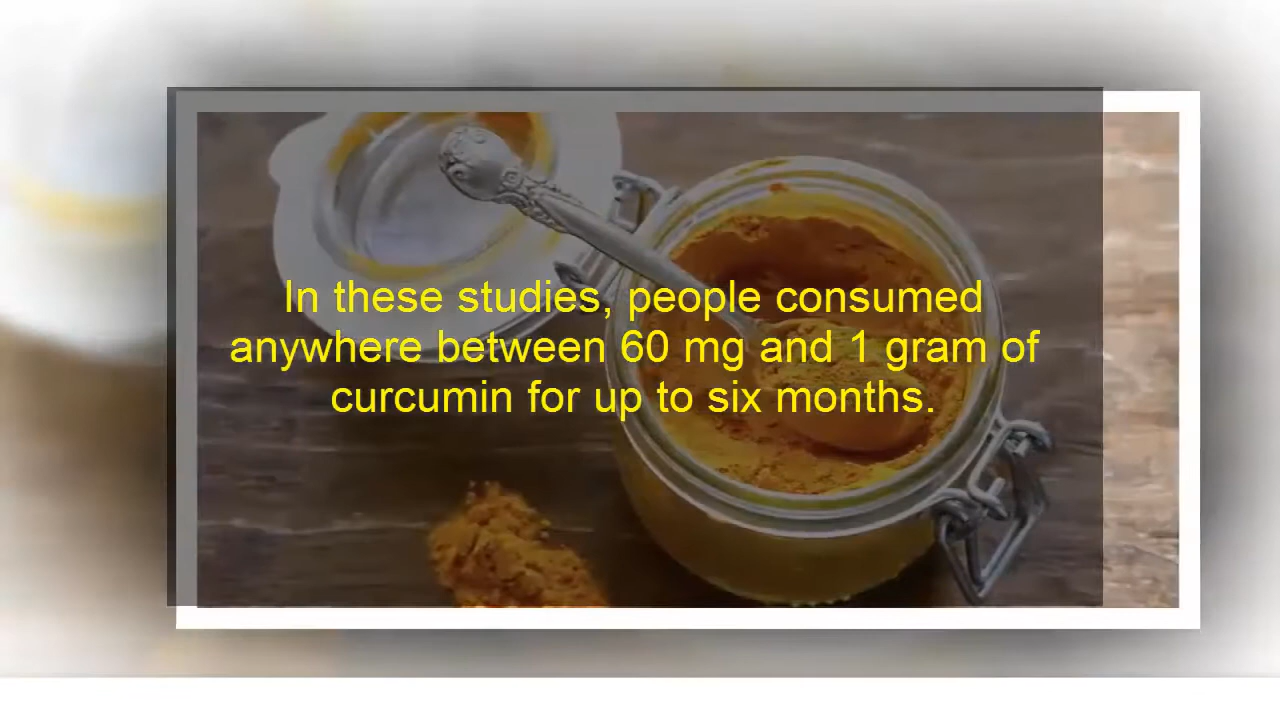 In these studies, people consumed
anywhere between 60 mg and 1 gram of
curcumin for up to six months.